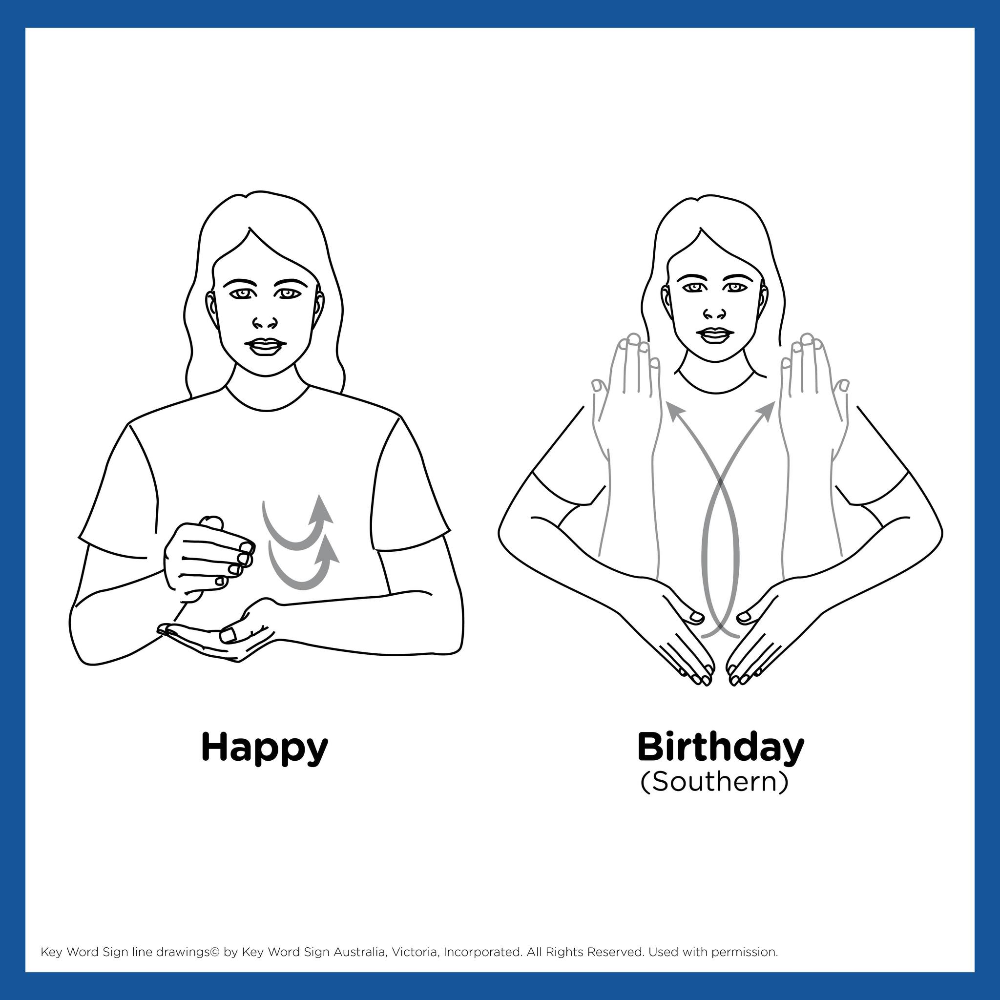 Happy
Birthday
(Southern)
Key Word Sign line drawings© by Key Word Sign Australia, Victoria, Incorporated. All Rights Reserved. Used with permission.